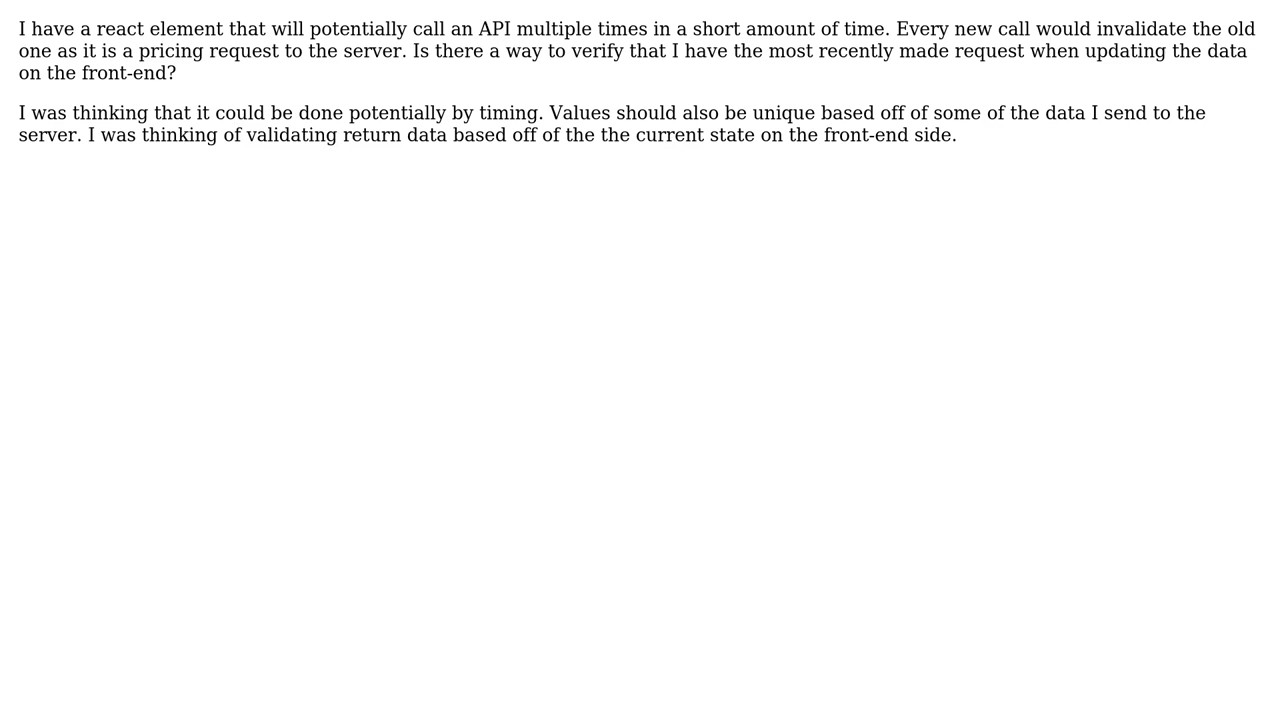 I have a react element that will potentially call an API multiple times in a short amount of time. Every new call would invalidate the old
one as it is a pricing request to the server. Is there a way to verify that I have the most recently made request when updating the data
on the front-end?
I was thinking that it could be done potentially by timing. Values should also be unique based off of some of the data I send to the
server. I was thinking of validating return data based off of the the current state on the front-end side.